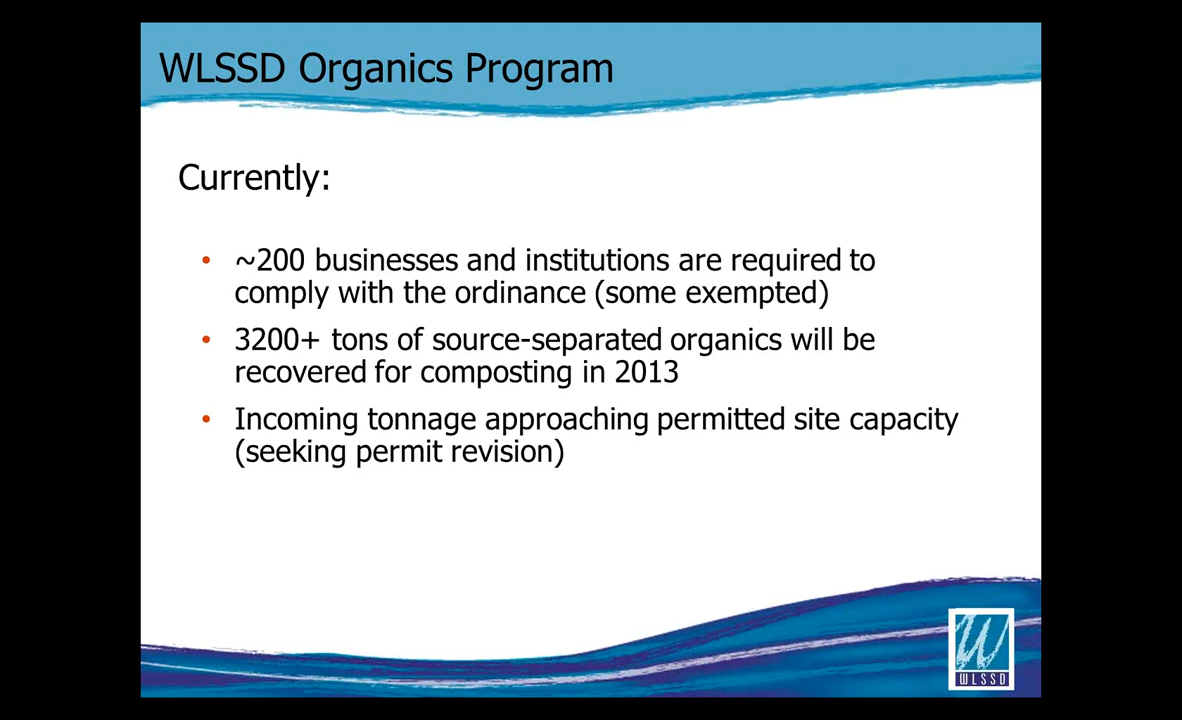 WLSSD Organics Program
Currently:
• ~200 businesses and institutions are required to
comply with the ordinance (some exempted)
• 3200+ tons of source-separated organics will be
recovered for composting in 2013
• Incoming tonnage approaching permitted site capacity
(seeking permit revision)
W
WLSSD